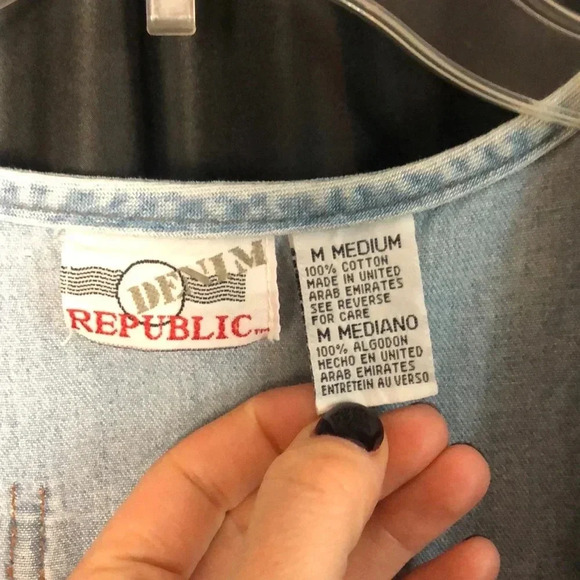 DENIM
REPUBLIC™
M MEDIUM
100% COTTON
MADE IN UNITED
ARAB EMIRATES
SEE REVERSE
FOR CARE
M MEDIANO
100% ALGODON
HECHO EN UNITED
ARAB EMIRATES
ENTRETEIN AU VERSO